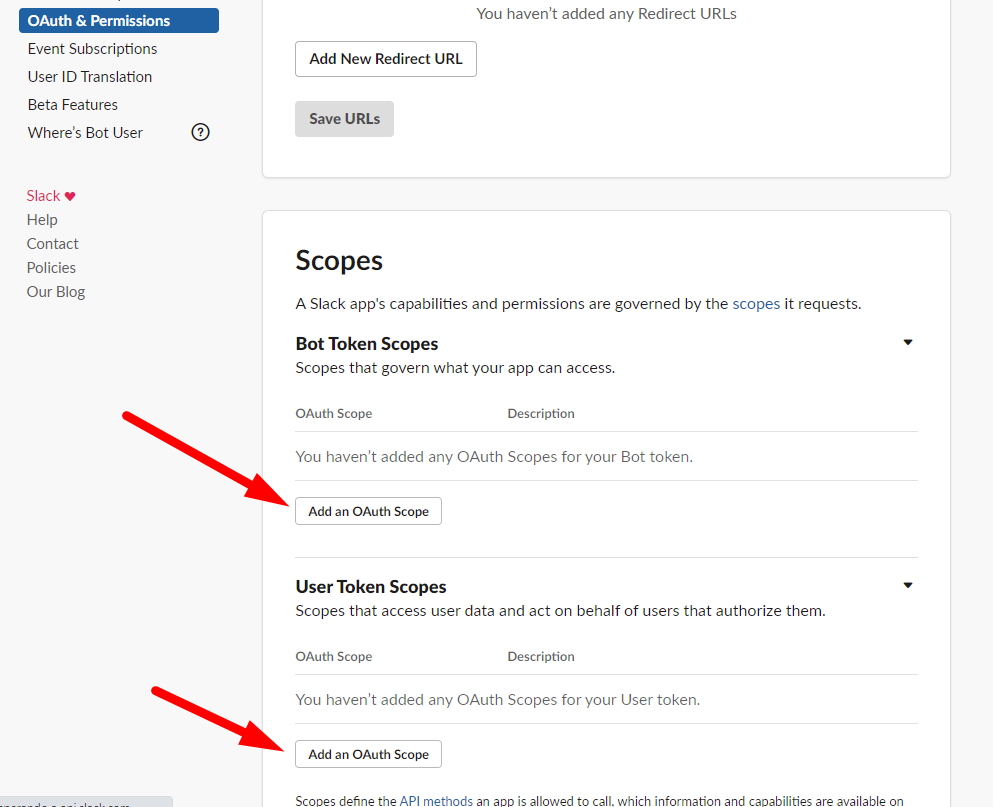 OAuth & Permissions
Event Subscriptions
User ID Translation
Beta Features
Where's Bot User ?
Slack ♥
Help
Contact
Policies
Our Blog
You haven't added any Redirect URLs
Add New Redirect URL
Save URLs
Scopes
A Slack app's capabilities and permissions are governed by the scopes it requests.
Bot Token Scopes
Scopes that govern what your app can access.
OAuth Scope Description
You haven't added any OAuth Scopes for your Bot token.
Add an OAuth Scope
User Token Scopes
Scopes that access user data and act on behalf of users that authorize them.
OAuth Scope Description
You haven't added any OAuth Scopes for your User token.
Add an OAuth Scope
Scopes define the API methods an app is allowed to call, which information and capabilities are available on